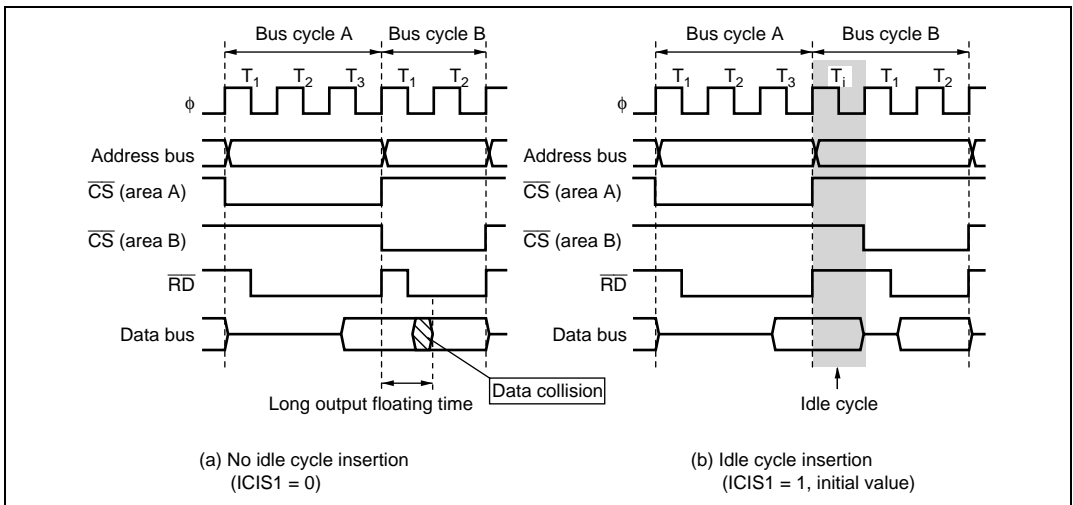 Bus cycle A Bus cycle B
T1 T2 T3 T1 T2
φ
Address bus
CS (area A)
CS (area B)
RD
Data bus
Data collision
Long output floating time
(a) No idle cycle insertion
(ICIS1 = 0)
Bus cycle A Bus cycle B
T1 T2 T3 Ti T1 T2
φ
Address bus
CS (area A)
CS (area B)
RD
Data bus
Idle cycle
(b) Idle cycle insertion
(ICIS1 = 1, initial value)